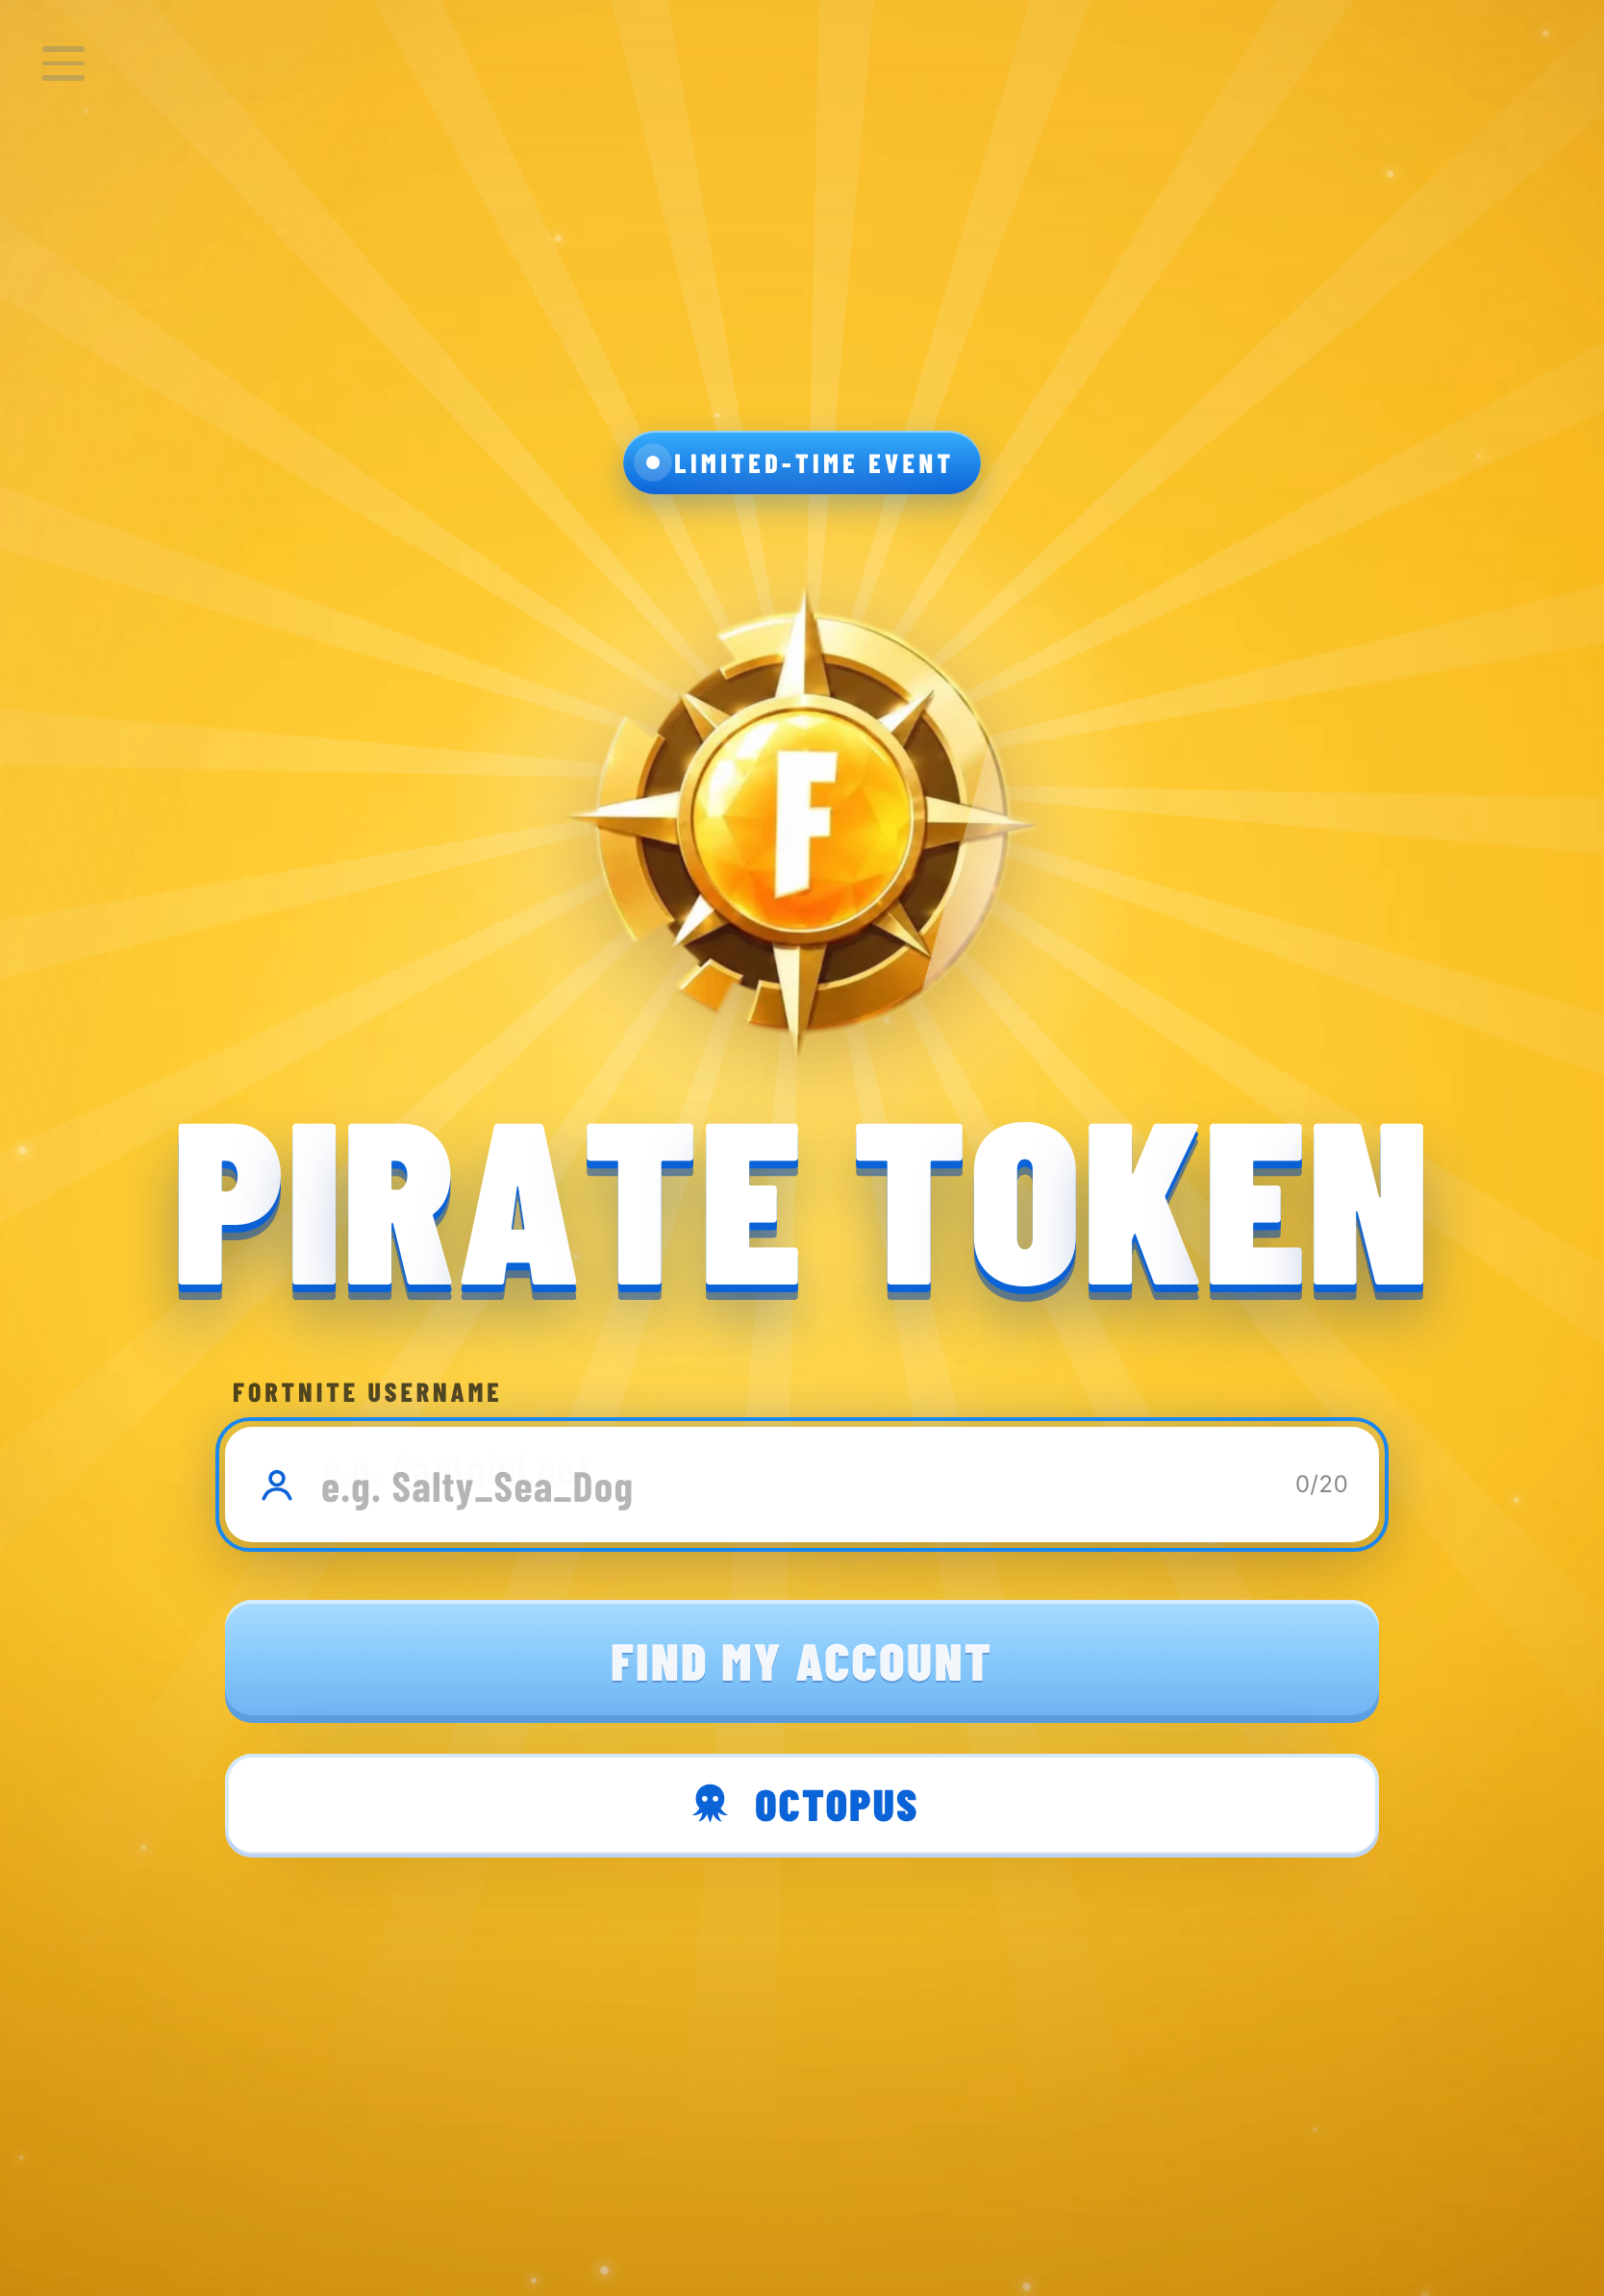 LIMITED-TIME EVENT
F
PIRATE TOKEN
FORTNITE USERNAME
e.g. Salty_Sea_Dog
0/20
FIND MY ACCOUNT
OCTOPUS